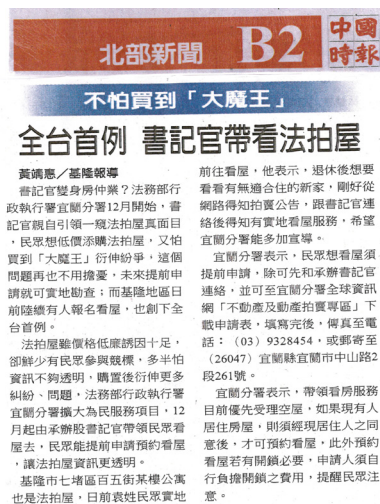 北部新聞 B2 中國時報
不怕買到「大魔王」
全台首例 書記官帶看法拍屋
黃婉惠／基隆報導
書記官變身房仲業？法務部行
政執行署宜蘭分署12月開始，書
記官親自引領一窺法拍屋真面目
，民眾想低價添購法拍屋，又怕
買到「大魔王」衍伸紛爭，這個
問題再也不用擔憂，未來提前申
請就可實地勘查；而基隆地區日
前陸續有人報名看屋，也創下全
台首例。
法拍屋雖價格低廉誘因十足，
卻鮮少有民眾參與競標，多半怕
資訊不夠透明，購置後衍伸更多
糾紛、問題，法務部行政執行署
宜蘭分署擴大為民服務項目，12
月起由承辦股書記官帶領民眾看
屋去，民眾能提前申請預約看屋
，讓法拍屋資訊更透明。
基隆市七堵區百五街某樓公寓
也是法拍屋，日前袁姓民眾實地
前往看屋，他表示，退休後想要
看看有無適合住的新家，剛好從
網路得知拍賣公告，跟書記官連
絡後得知有實地看屋服務，希望
宜蘭分署能多加宣導。
宜蘭分署表示，民眾想看屋須
提前申請，除可先和承辦書記官
連絡，並可至宜蘭分署全球資訊
網「不動產及動產拍賣專區」下
載申請表，填寫完後，傳真至電
話：（03）9328454，或郵寄至
（26047）宜蘭縣宜蘭市中山路2
段261號。
宜蘭分署表示，帶領看房服務
目前優先受理空屋，如果現有人
居住房屋，則須經現居住人之同
意後，才可預約看屋，此外預約
看屋若有開鎖必要，申請人須自
行負擔開鎖之費用，提醒民眾注
意。